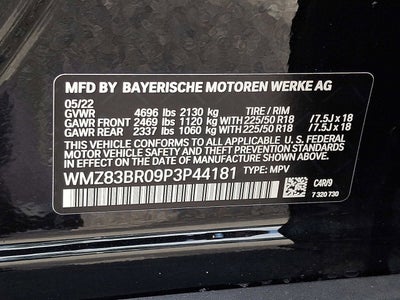 MFD BY BAYERISCHE MOTOREN WERKE AG
05/22
GVWR 4696 lbs 2130 kg TIRE / RIM
GAWR FRONT 2469 lbs 1120 kg WITH 225/50 R18 / 7.5J x 18
GAWR REAR 2337 lbs 1060 kg WITH 225/50 R18 / 7.5J x 18
THIS VEHICLE CONFORMS TO ALL APPLICABLE U.S. FEDERAL
MOTOR VEHICLE SAFETY AND THEFT PREVENTION STANDARDS
IN EFFECT ON THE DATE OF MANUFACTURE SHOWN ABOVE.
WMZ83BR09P3P44181 TYPE: MPV
C4R/9
7 320 730